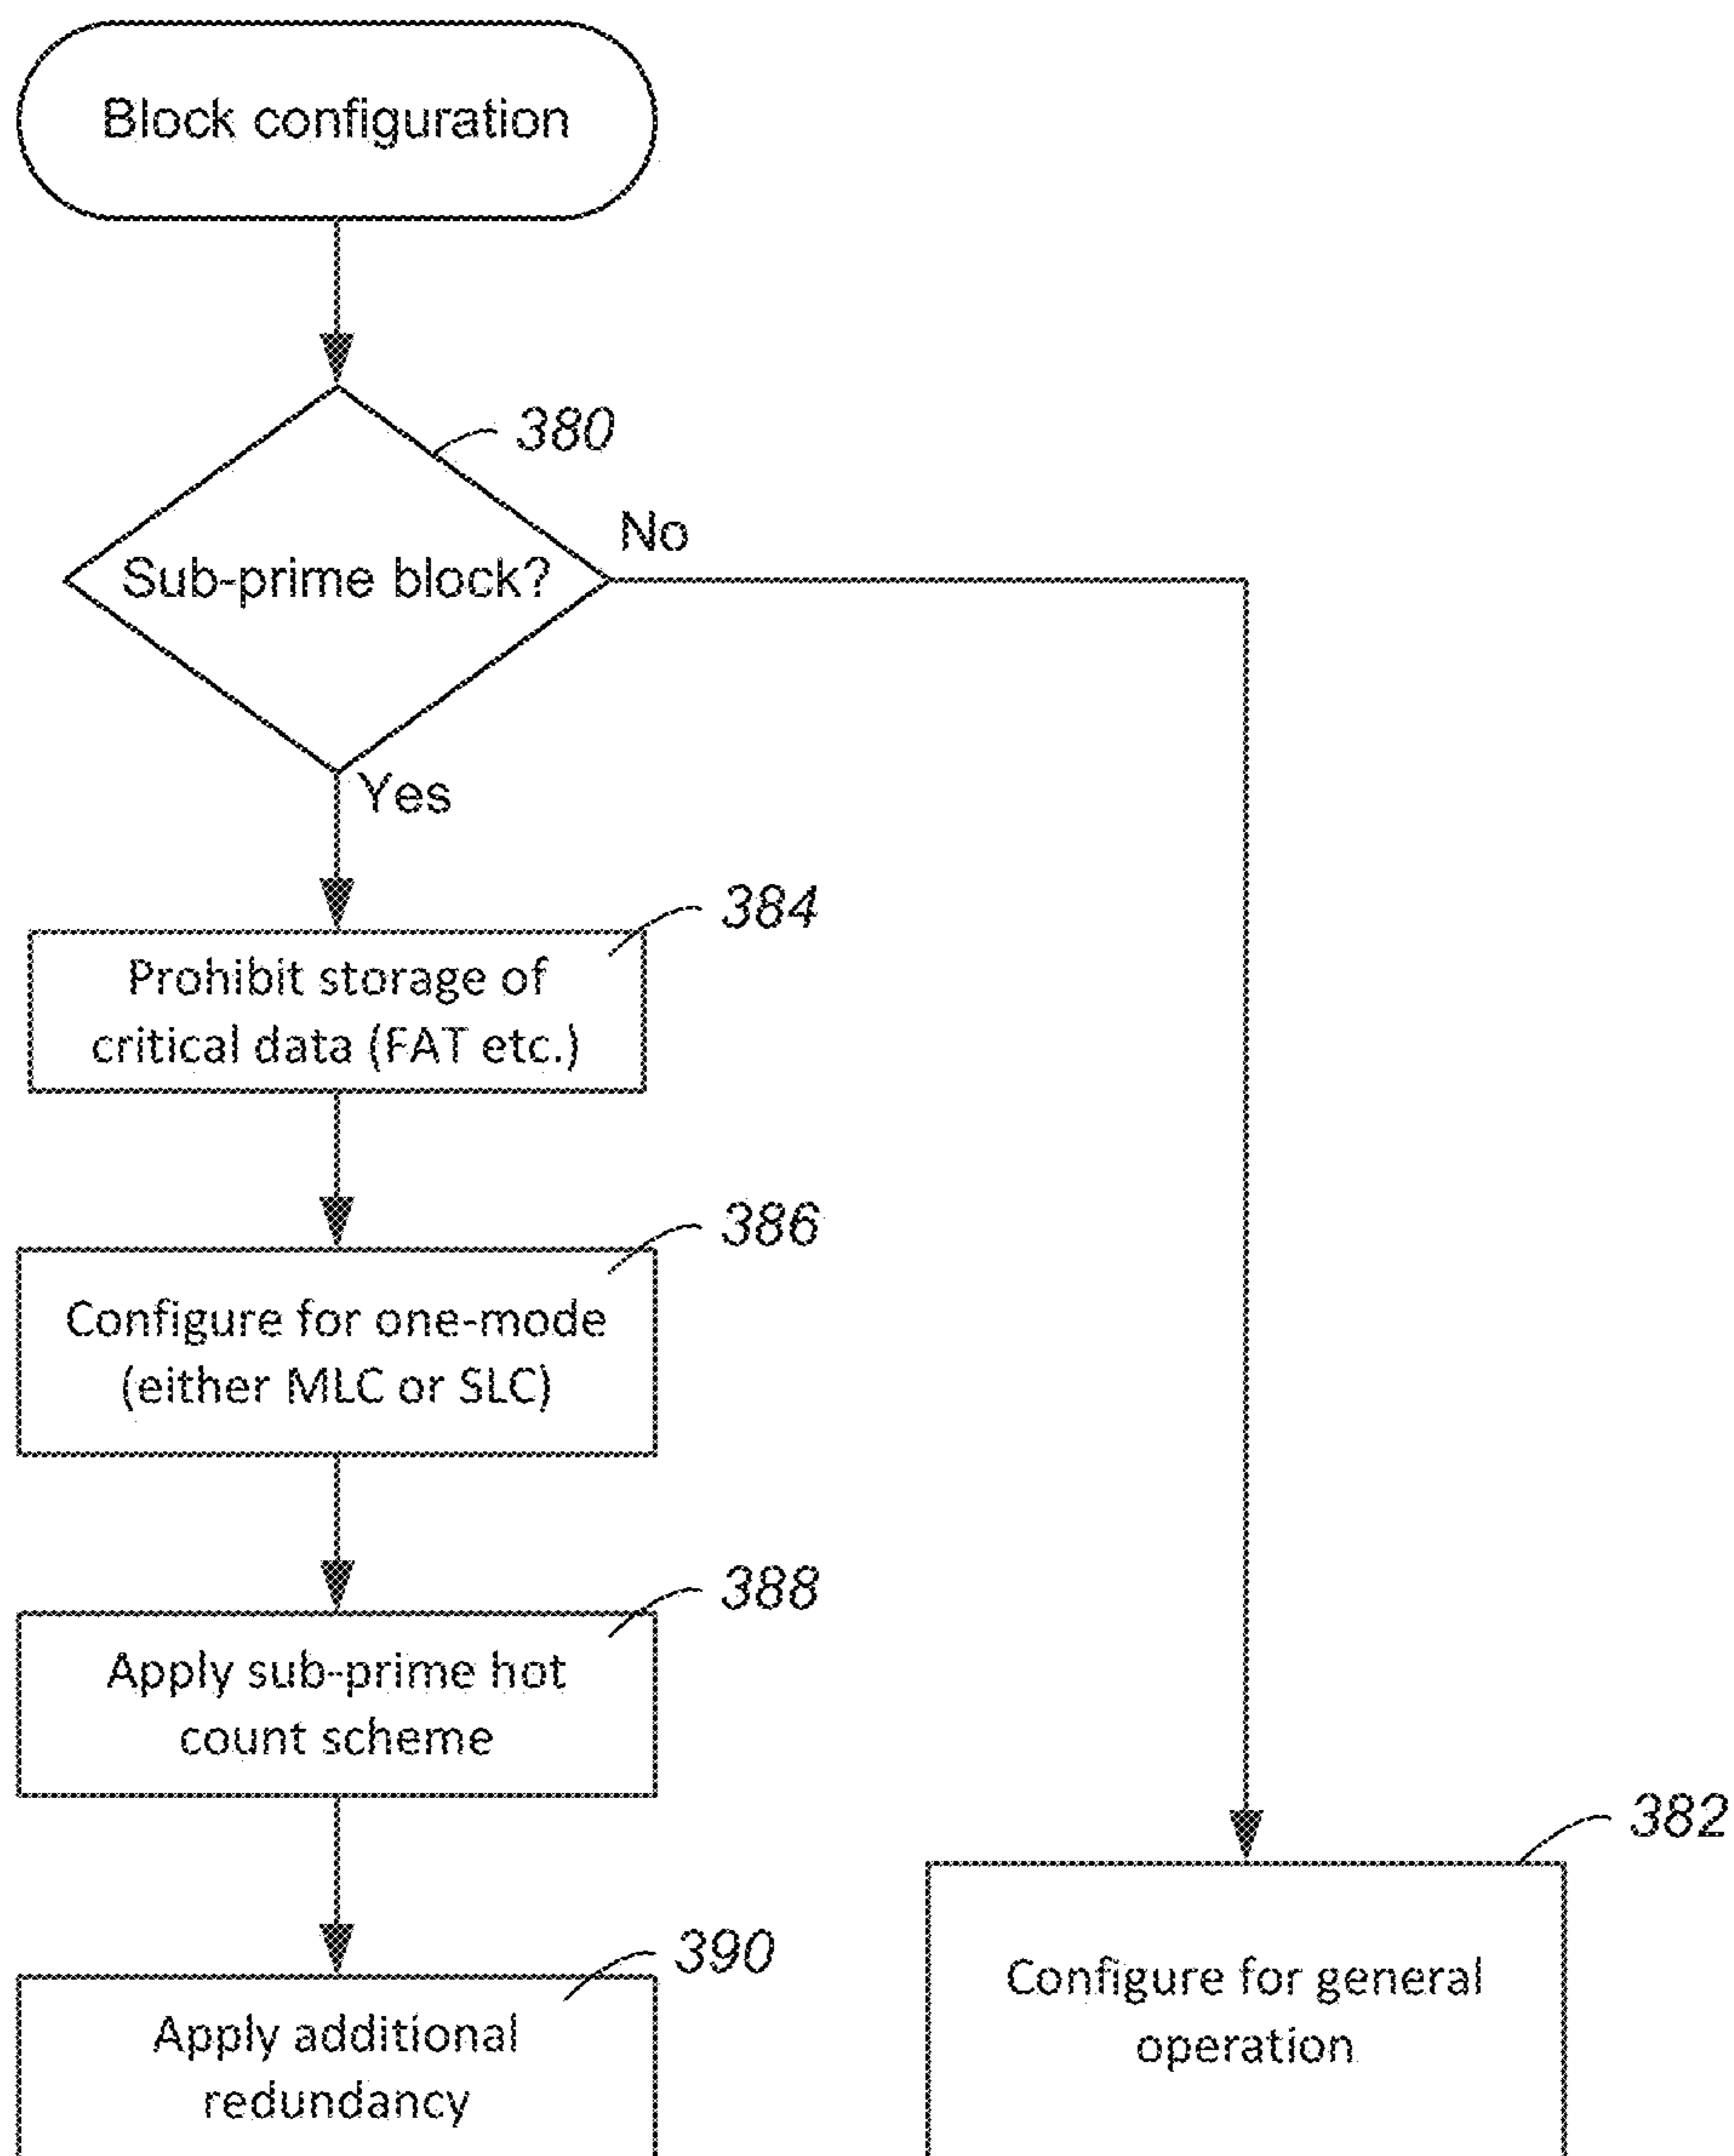 Block configuration
380
Sub-prime block?
No
Yes
384
Prohibit storage of
critical data (FAT etc.)
386
Configure for one-mode
(either MLC or SLC)
388
Apply sub-prime hot
count scheme
382
Configure for general
operation
390
Apply additional
redundancy